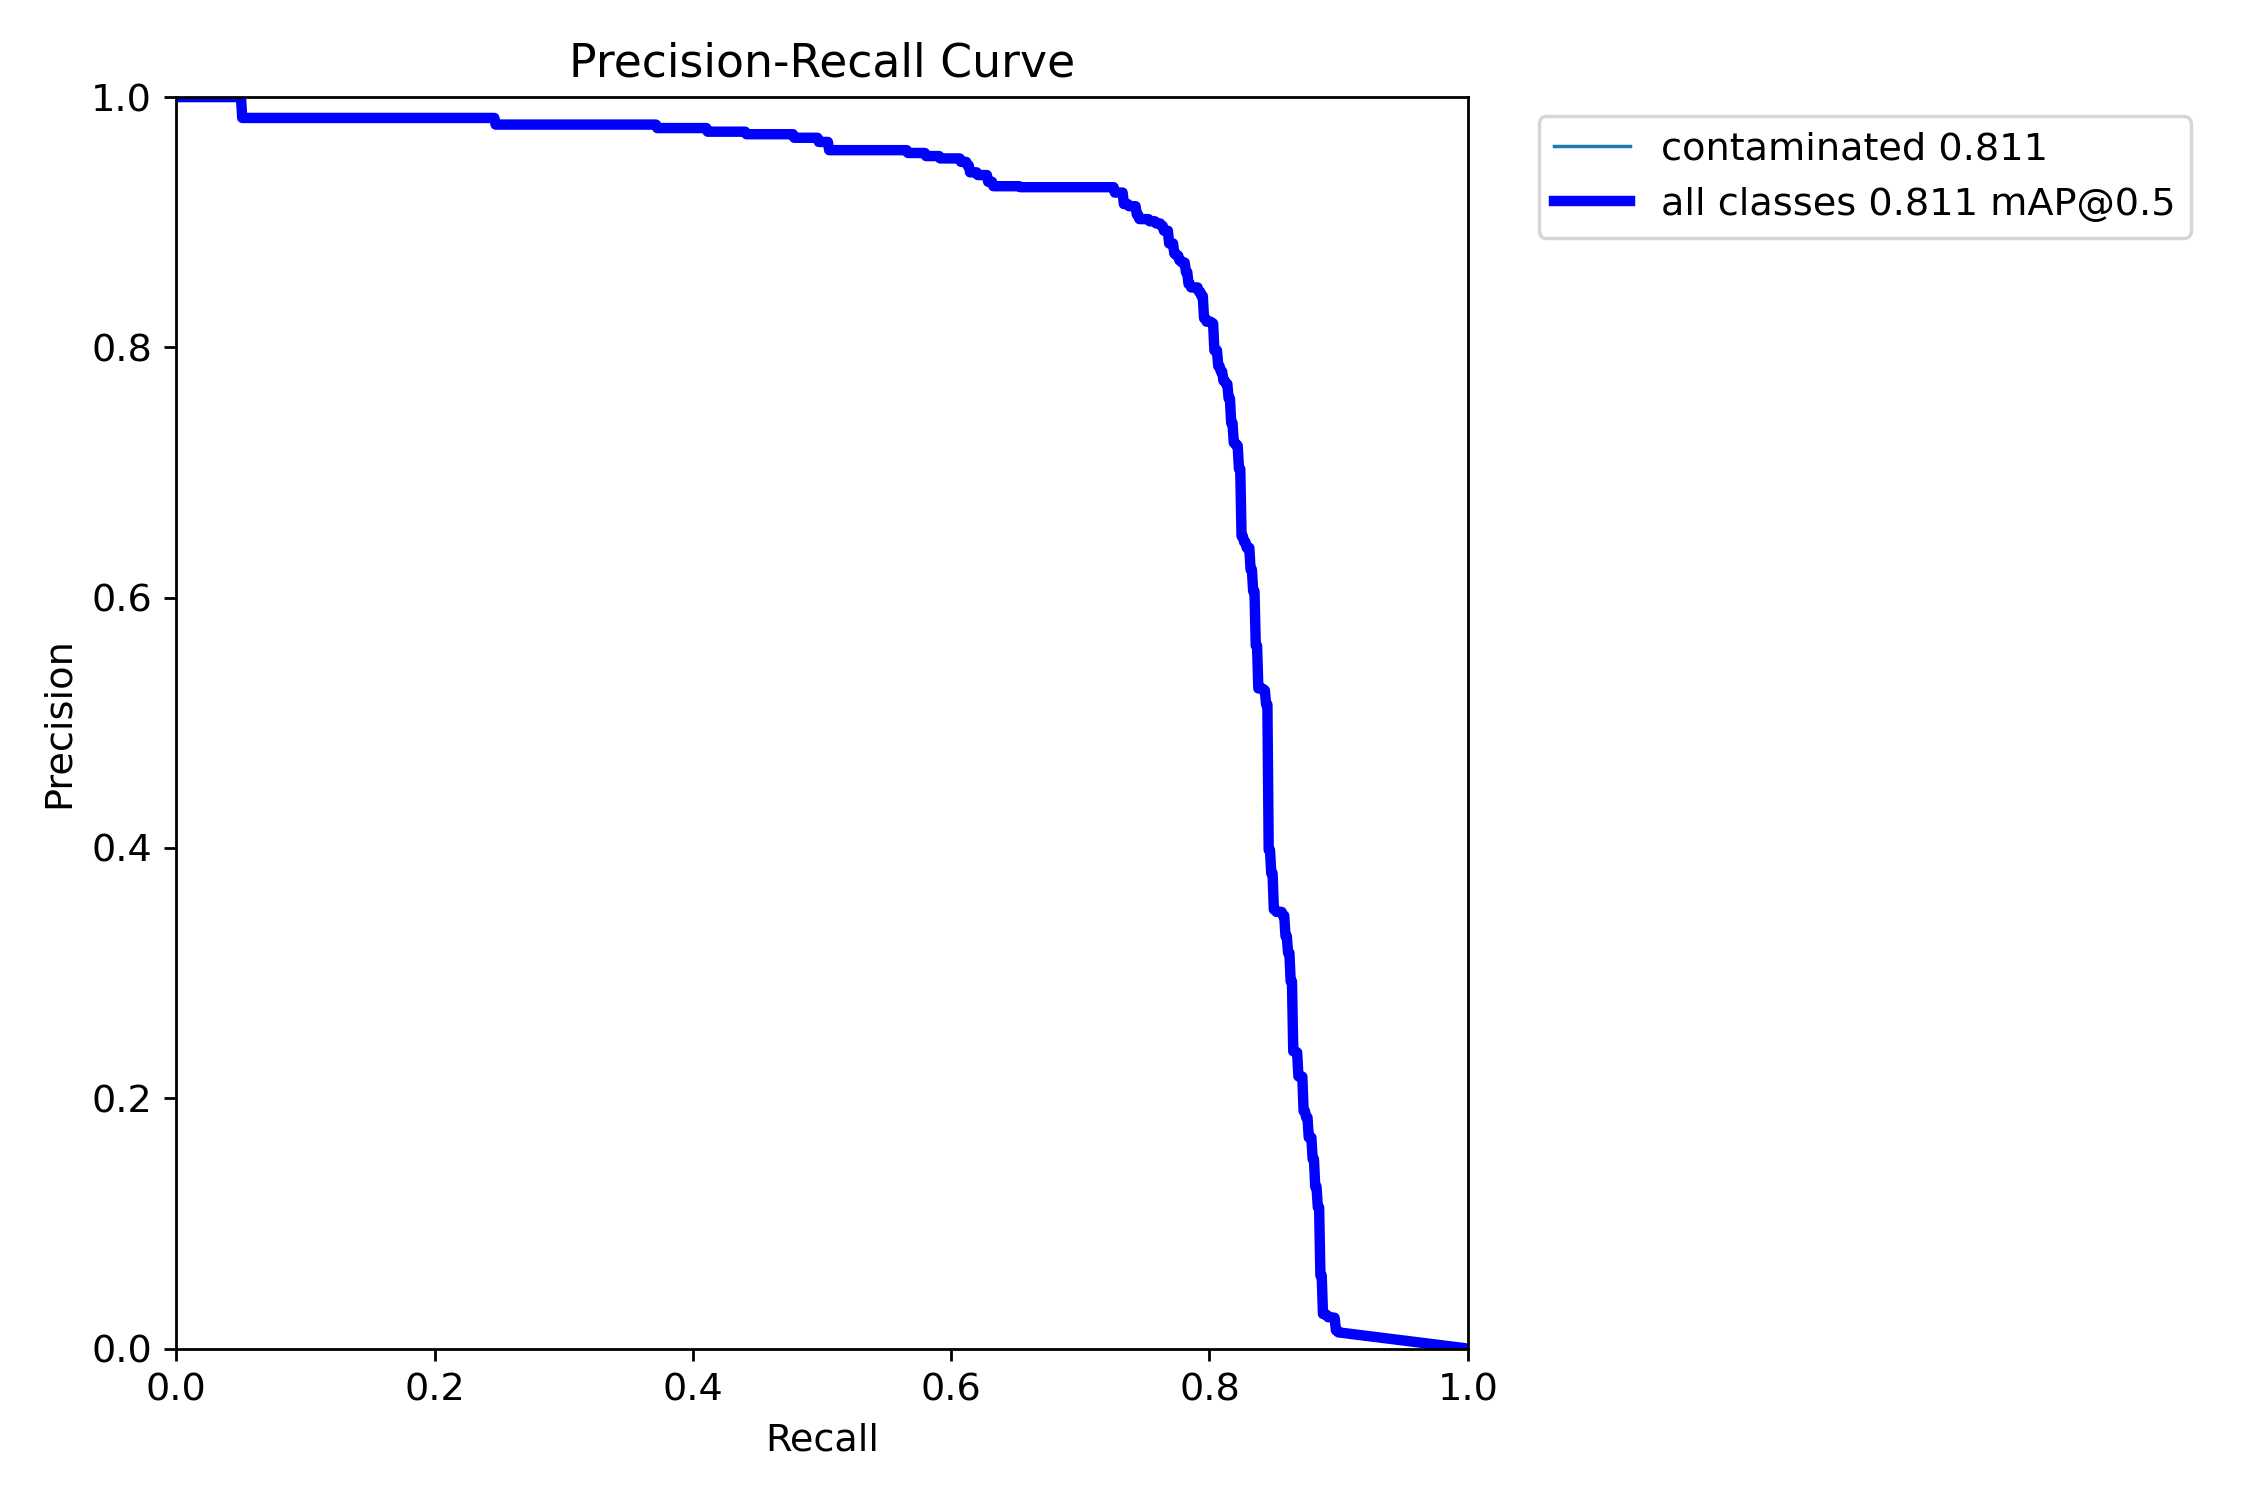 Precision-Recall Curve
1.0
0.8
0.6
0.4
0.2
0.0
Precision
0.0 0.2 0.4 0.6 0.8 1.0
Recall
contaminated 0.811
all classes 0.811 mAP@0.5